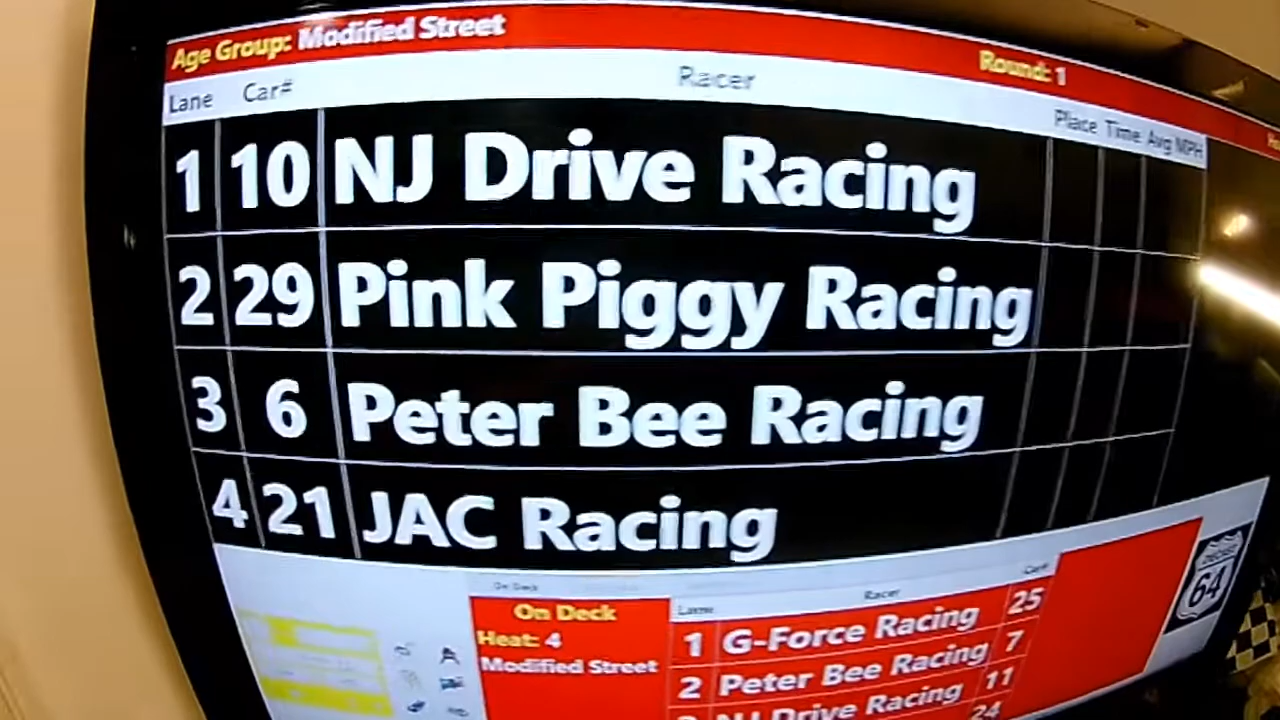 Age Group: Modified Street Round: 1
Lane Car# Racer Place Time Avg MPH
1 10 NJ Drive Racing
2 29 Pink Piggy Racing
3 6 Peter Bee Racing
4 21 JAC Racing
On Deck
On Deck Lane Racer Car#
Heat: 4 1 G-Force Racing 25
Modified Street 2 Peter Bee Racing 7
NJ Drive Racing 11
24
64